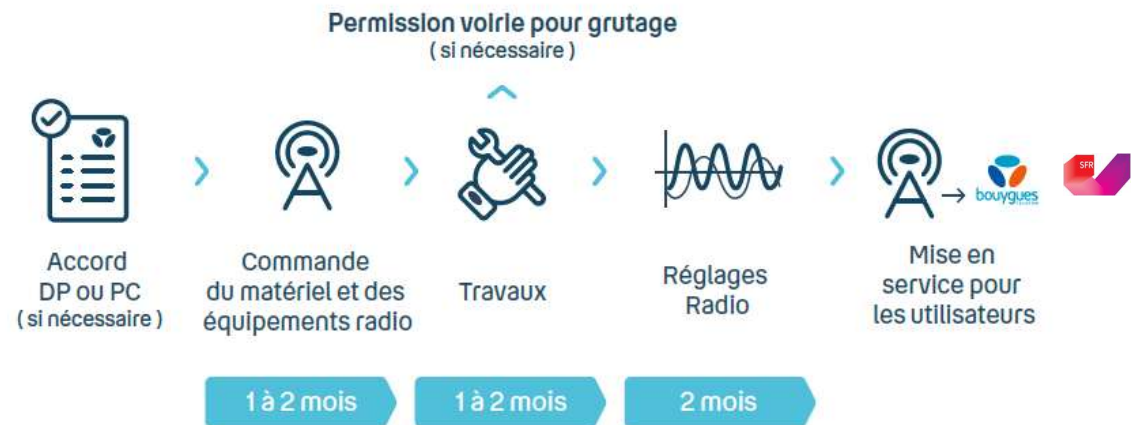 Permission voirie pour grutage
( si nécessaire )
Accord
DP ou PC
( si nécessaire )
Commande
du matériel et des
équipements radio
Travaux
Réglages
Radio
bouygues
SFR
Mise en
service pour
les utilisateurs
1 à 2 mois
1 à 2 mois
2 mois